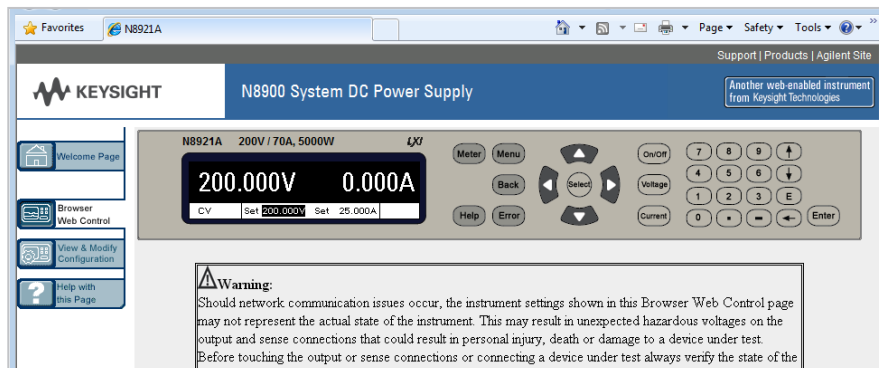 Favorites
N8921A
Page
Safety
Tools
»
Support | Products | Agilent Site
KEYSIGHT
N8900 System DC Power Supply
Another web-enabled instrument
from Keysight Technologies
Welcome Page
Browser
Web Control
View & Modify
Configuration
?
Help with
this Page
N8921A 200V / 70A, 5000W LXI
200.000V 0.000A
CV Set 200.000V Set 25.000A
Meter Menu
Back
Help Error
Select
On/Off
Voltage
Current
7 8 9 ↑
4 5 6 ↓
1 2 3 E
0 . - ← Enter
Warning:
Should network communication issues occur, the instrument settings shown in this Browser Web Control page
may not represent the actual state of the instrument. This may result in unexpected hazardous voltages on the
output and sense connections that could result in personal injury, death or damage to a device under test.
Before touching the output or sense connections or connecting a device under test always verify the state of the